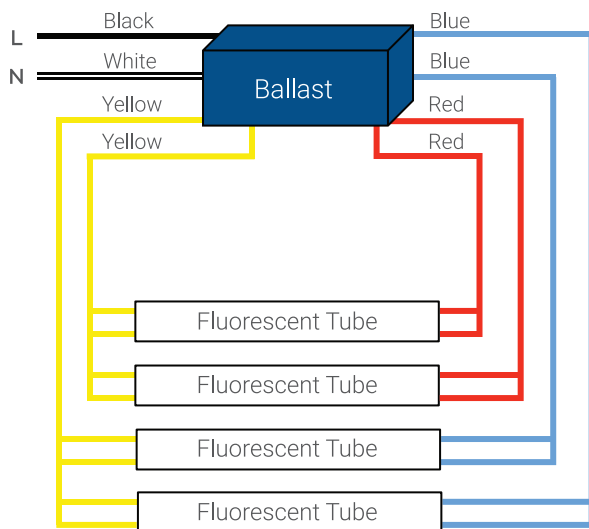 Black
Blue
L
White
Blue
N
Ballast
Yellow
Red
Yellow
Red
Fluorescent Tube
Fluorescent Tube
Fluorescent Tube
Fluorescent Tube